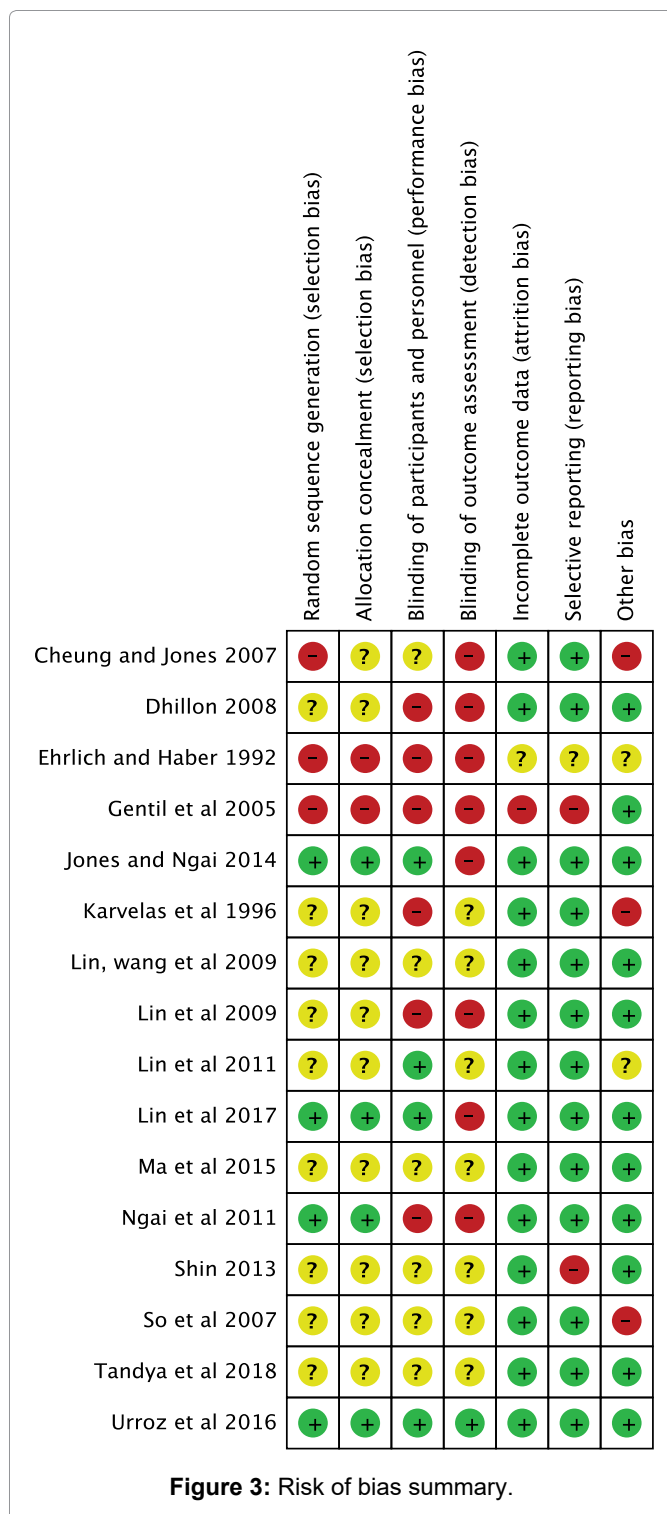 Random sequence generation (selection bias)
Allocation concealment (selection bias)
Blinding of participants and personnel (performance bias)
Blinding of outcome assessment (detection bias)
Incomplete outcome data (attrition bias)
Selective reporting (reporting bias)
Other bias
Cheung and Jones 2007 - ? ? - + + -
Dhillon 2008 ? ? - - + + +
Ehrlich and Haber 1992 - - - - ? ? ?
Gentil et al 2005 - - - - - - +
Jones and Ngai 2014 + + + - + + +
Karvelas et al 1996 ? ? - ? + + -
Lin, wang et al 2009 ? ? ? ? + + +
Lin et al 2009 ? ? - - + + +
Lin et al 2011 ? ? + ? + + ?
Lin et al 2017 + + + - + + +
Ma et al 2015 ? ? ? ? + + +
Ngai et al 2011 + + - - + + +
Shin 2013 ? ? ? ? + - +
So et al 2007 ? ? ? ? + + -
Tandya et al 2018 ? ? ? ? + + +
Urroz et al 2016 + + + + + + +
Figure 3: Risk of bias summary.